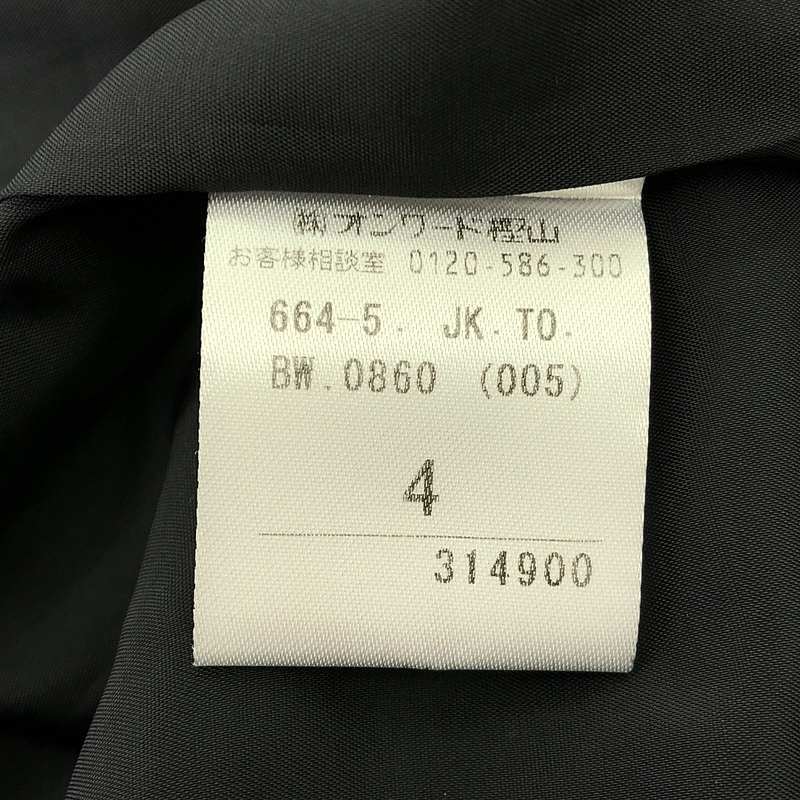 ㈱オンワード樫山
お客様相談室 0120-586-300
664-5. JK.TO.
BW.0860 (005)
4
314900